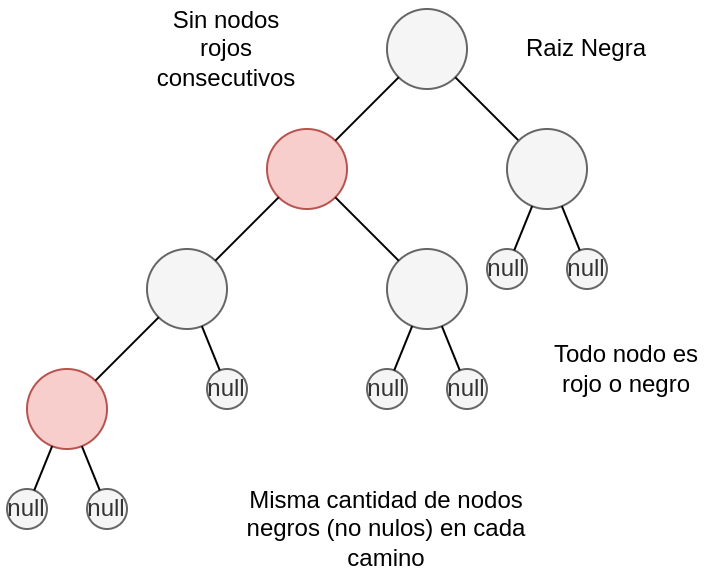 Sin nodos
rojos
consecutivos
Raiz Negra
null
null
Todo nodo es
rojo o negro
null
null
null
null
null
Misma cantidad de nodos
negros (no nulos) en cada
camino